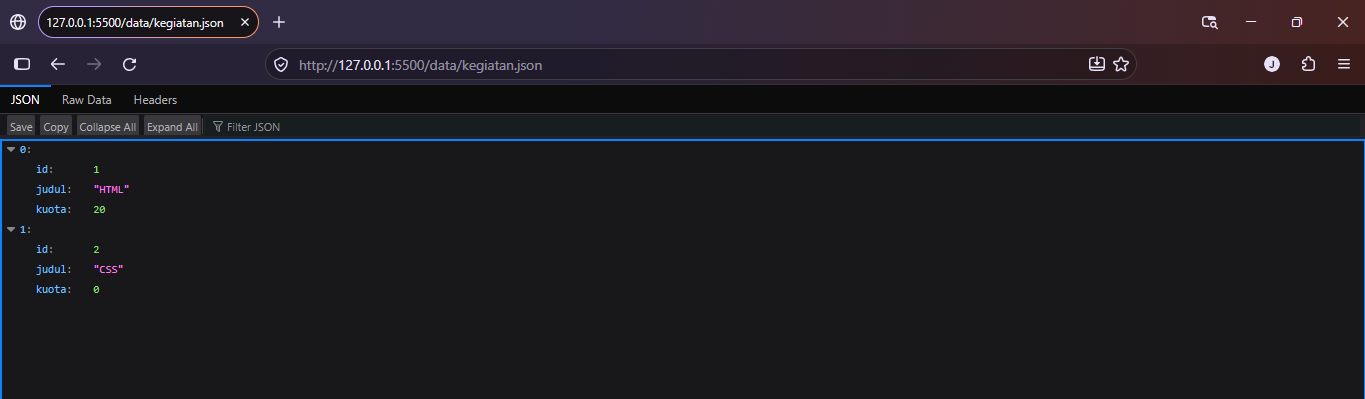 127.0.0.1:5500/data/kegiatan.json
http://127.0.0.1:5500/data/kegiatan.json
J
JSON Raw Data Headers
Save Copy Collapse All Expand All Filter JSON
0:
id: 1
judul: "HTML"
kuota: 20
1:
id: 2
judul: "CSS"
kuota: 0